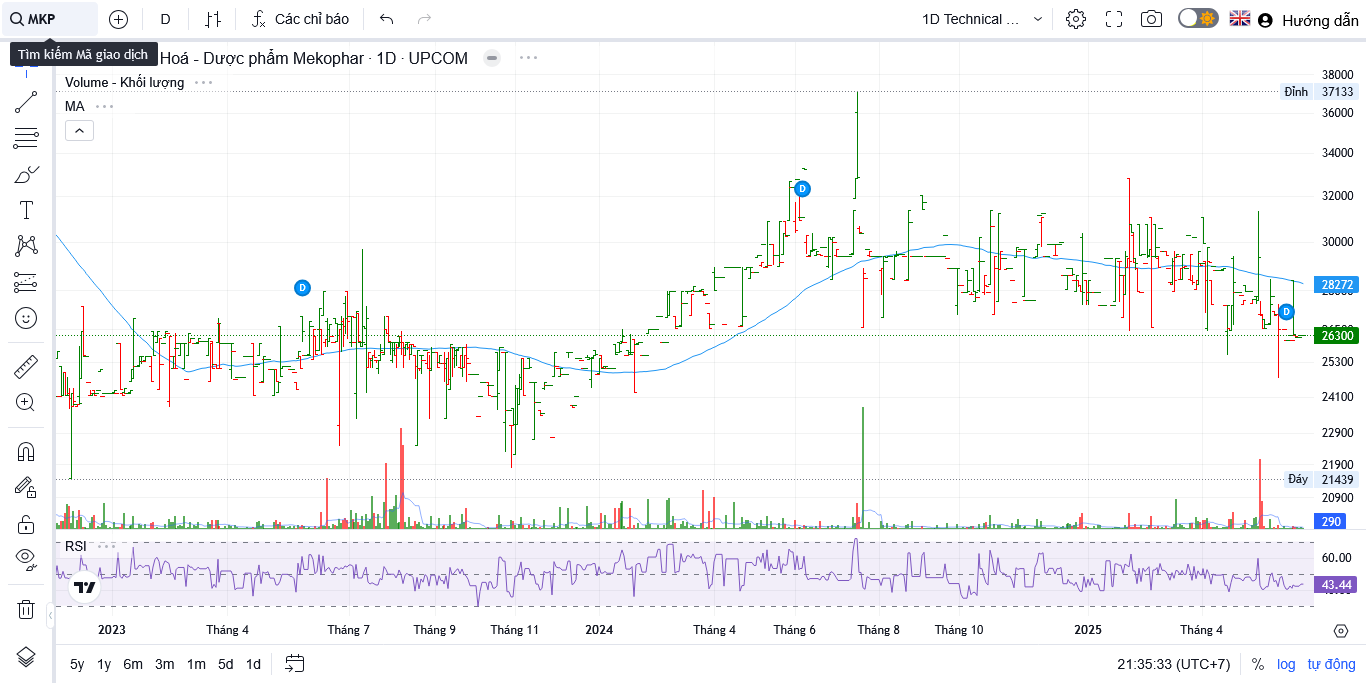 MKP
D
Các chỉ báo
1D Technical ...
Hướng dẫn
Tìm kiếm Mã giao dịch
Hoá - Dược phẩm Mekophar · 1D · UPCOM
Volume - Khối lượng
MA
38000
Đỉnh 37133
36000
34000
32000
30000
28772
26300
25300
24100
22900
21900
Đáy 21439
20900
290
D
D
D
RSI
60.00
43.44
2023
Tháng 4
Tháng 7
Tháng 9
Tháng 11
2024
Tháng 4
Tháng 6
Tháng 8
Tháng 10
2025
Tháng 4
5y 1y 6m 3m 1m 5d 1d
21:35:33 (UTC+7)
% log tự động